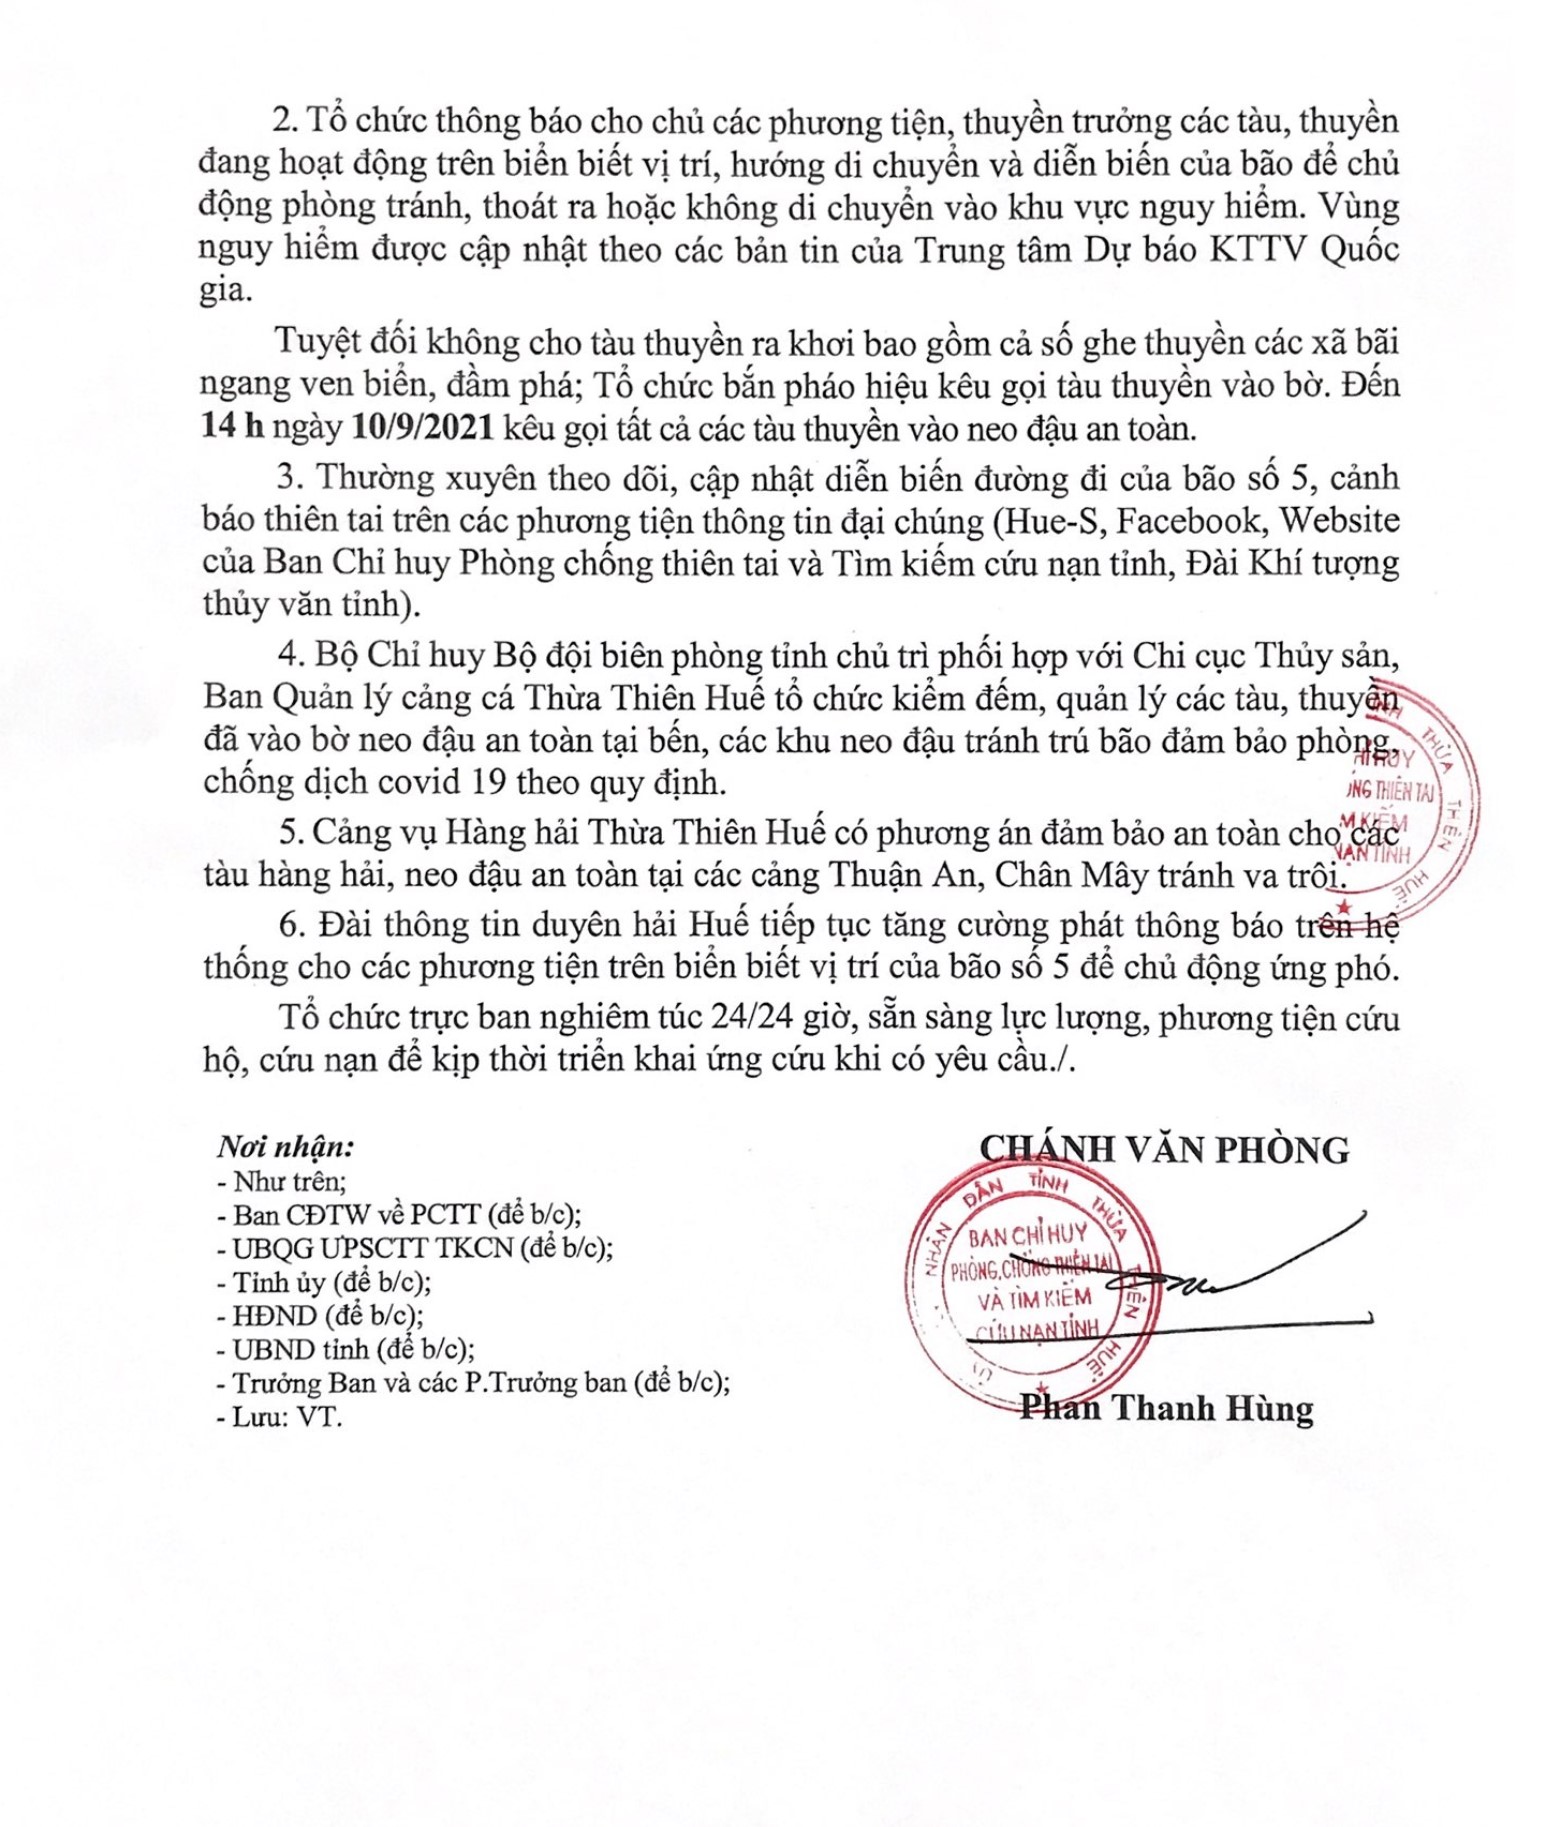 2. Tổ chức thông báo cho chủ các phương tiện, thuyền trưởng các tàu, thuyền
đang hoạt động trên biển biết vị trí, hướng di chuyển và diễn biến của bão để chủ
động phòng tránh, thoát ra hoặc không di chuyển vào khu vực nguy hiểm. Vùng
nguy hiểm được cập nhật theo các bản tin của Trung tâm Dự báo KTTV Quốc
gia.
Tuyệt đối không cho tàu thuyền ra khơi bao gồm cả số ghe thuyền các xã bãi
ngang ven biển, đầm phá; Tổ chức bắn pháo hiệu kêu gọi tàu thuyền vào bờ. Đến
14 h ngày 10/9/2021 kêu gọi tất cả các tàu thuyền vào neo đậu an toàn.
3. Thường xuyên theo dõi, cập nhật diễn biến đường đi của bão số 5, cảnh
báo thiên tai trên các phương tiện thông tin đại chúng (Hue-S, Facebook, Website
của Ban Chỉ huy Phòng chống thiên tai và Tìm kiếm cứu nạn tỉnh, Đài Khí tượng
thủy văn tỉnh).
4. Bộ Chỉ huy Bộ đội biên phòng tỉnh chủ trì phối hợp với Chi cục Thủy sản,
Ban Quản lý cảng cá Thừa Thiên Huế tổ chức kiểm đếm, quản lý các tàu, thuyền
đã vào bờ neo đậu an toàn tại bến, các khu neo đậu tránh trú bão đảm bảo phòng,
chống dịch covid 19 theo quy định.
5. Cảng vụ Hàng hải Thừa Thiên Huế có phương án đảm bảo an toàn cho các
tàu hàng hải, neo đậu an toàn tại các cảng Thuận An, Chân Mây tránh va trôi.
6. Đài thông tin duyên hải Huế tiếp tục tăng cường phát thông báo trên hệ
thống cho các phương tiện trên biển biết vị trí của bão số 5 để chủ động ứng phó.
Tổ chức trực ban nghiêm túc 24/24 giờ, sẵn sàng lực lượng, phương tiện cứu
hộ, cứu nạn để kịp thời triển khai ứng cứu khi có yêu cầu./.
HỈ HUY
THỪA THIÊN HUẾ
ỐNG THIÊN TAI
M KIẾM
NẠN TỈNH
Nơi nhận:
- Như trên;
- Ban CĐTW về PCTT (để b/c);
- UBQG UPSCTT TKCN (để b/c);
- Tỉnh ủy (để b/c);
- HĐND (để b/c);
- UBND tỉnh (để b/c);
- Trưởng Ban và các P.Trưởng ban (để b/c);
- Lưu: VT.
CHÁNH VĂN PHÒNG
NHÂN DÂN TỈNH THỪA THIÊN HUẾ
BAN CHỈ HUY
PHÒNG, CHỐNG THIÊN TAI
VÀ TÌM KIẾM
CỨU NẠN TỈNH
Phan Thanh Hùng